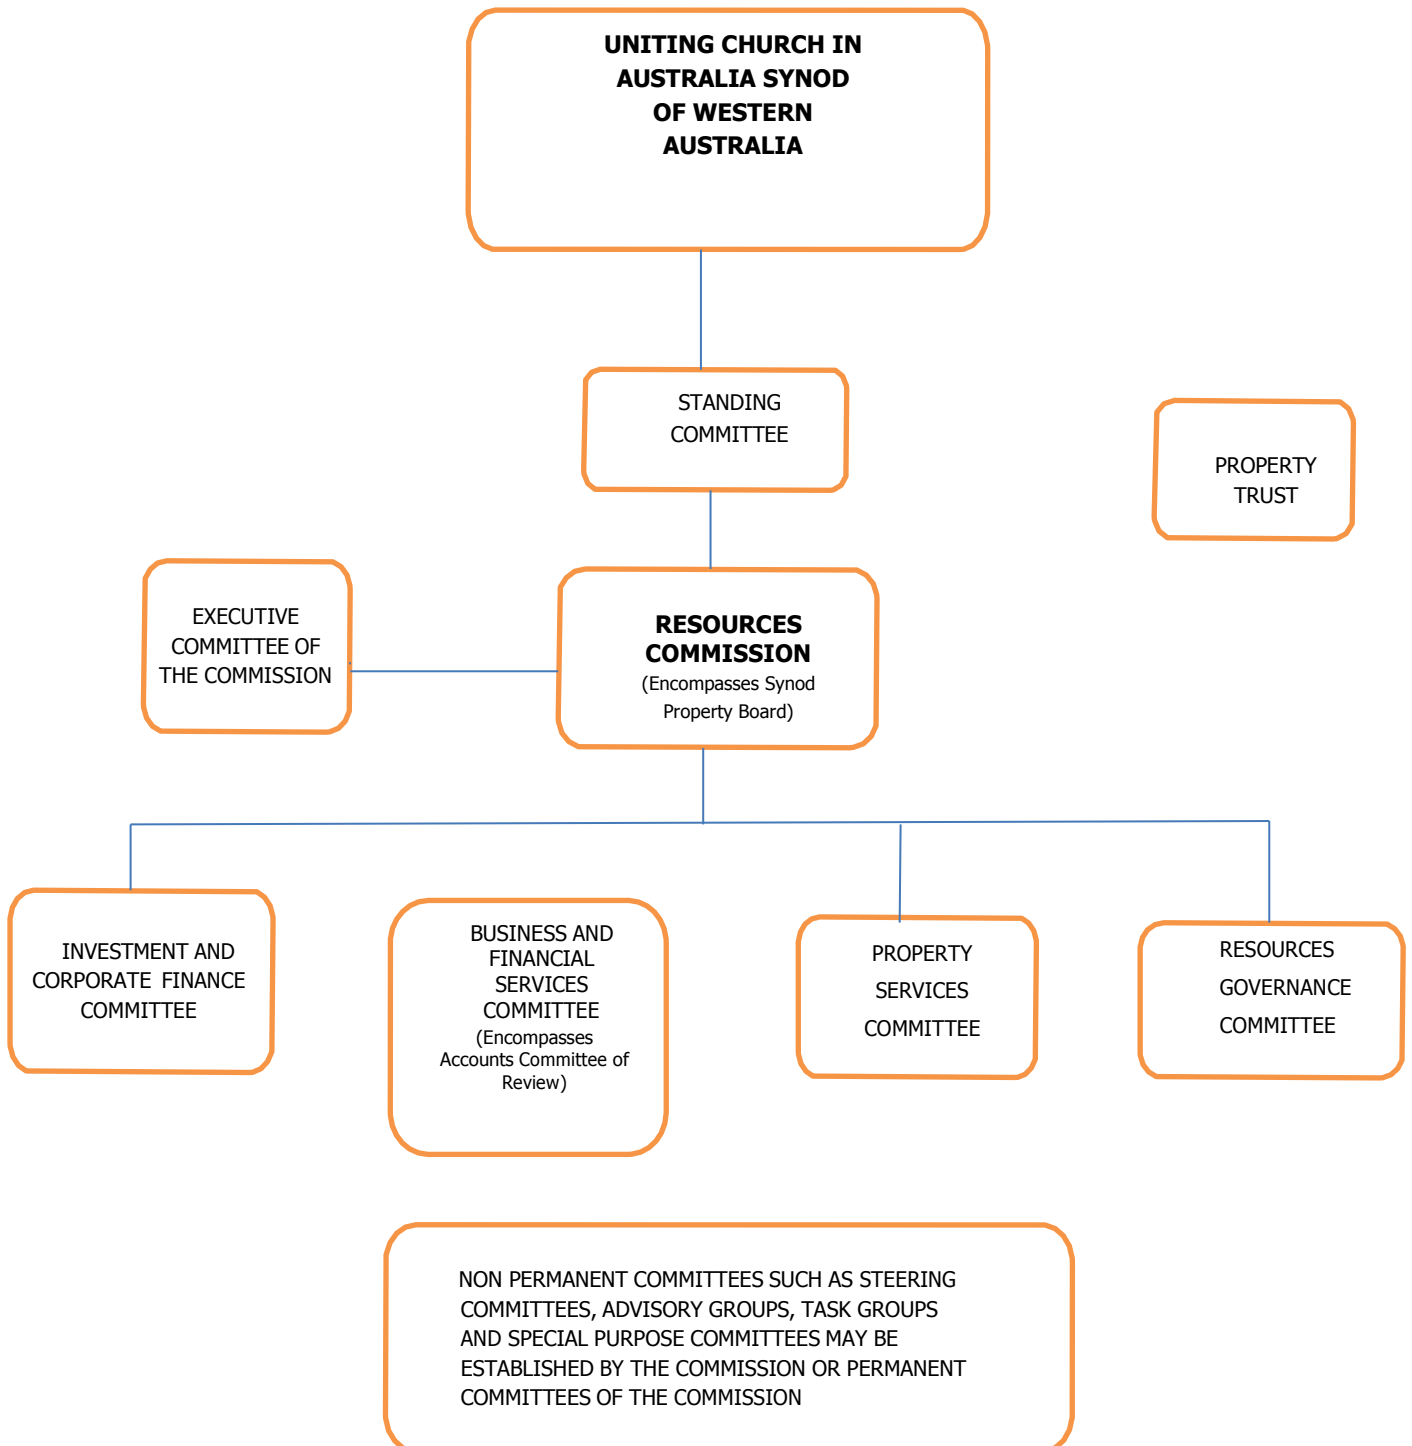 UNITING CHURCH IN
AUSTRALIA SYNOD
OF WESTERN
AUSTRALIA
STANDING
COMMITTEE
PROPERTY
TRUST
EXECUTIVE
COMMITTEE OF
THE COMMISSION
RESOURCES
COMMISSION
(Encompasses Synod
Property Board)
INVESTMENT AND
CORPORATE FINANCE
COMMITTEE
BUSINESS AND
FINANCIAL
SERVICES
COMMITTEE
(Encompasses
Accounts Committee of
Review)
PROPERTY
SERVICES
COMMITTEE
RESOURCES
GOVERNANCE
COMMITTEE
NON PERMANENT COMMITTEES SUCH AS STEERING
COMMITTEES, ADVISORY GROUPS, TASK GROUPS
AND SPECIAL PURPOSE COMMITTEES MAY BE
ESTABLISHED BY THE COMMISSION OR PERMANENT
COMMITTEES OF THE COMMISSION